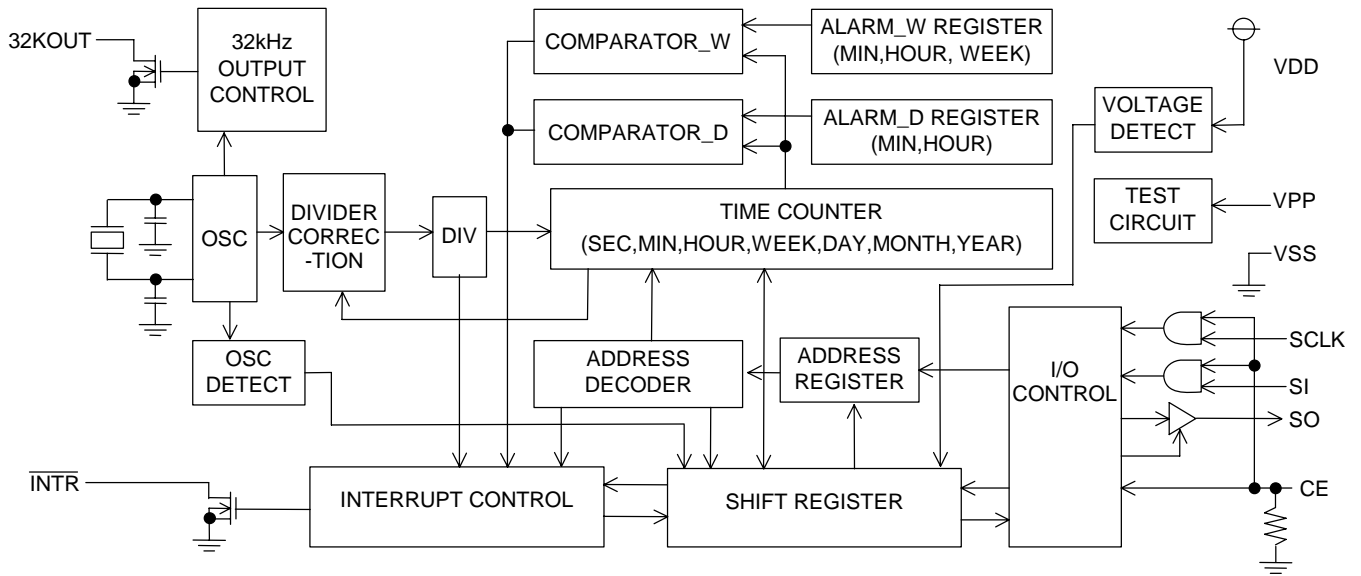 32KOUT
32kHz
OUTPUT
CONTROL
COMPARATOR_W
ALARM_W REGISTER
(MIN,HOUR, WEEK)
VDD
VOLTAGE
DETECT
COMPARATOR_D
ALARM_D REGISTER
(MIN,HOUR)
OSC
DIVIDER
CORREC
-TION
DIV
TIME COUNTER
(SEC,MIN,HOUR,WEEK,DAY,MONTH,YEAR)
TEST
CIRCUIT
VPP
VSS
OSC
DETECT
ADDRESS
DECODER
ADDRESS
REGISTER
I/O
CONTROL
SCLK
SI
SO
INTR
INTERRUPT CONTROL
SHIFT REGISTER
CE